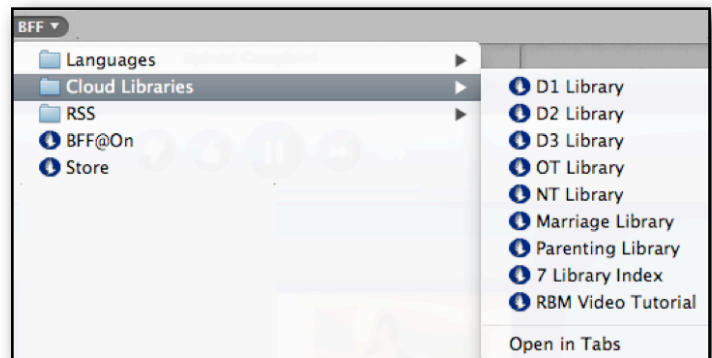 BFF
Languages
Cloud Libraries
RSS
BFF@On
Store
D1 Library
D2 Library
D3 Library
OT Library
NT Library
Marriage Library
Parenting Library
7 Library Index
RBM Video Tutorial
Open in Tabs